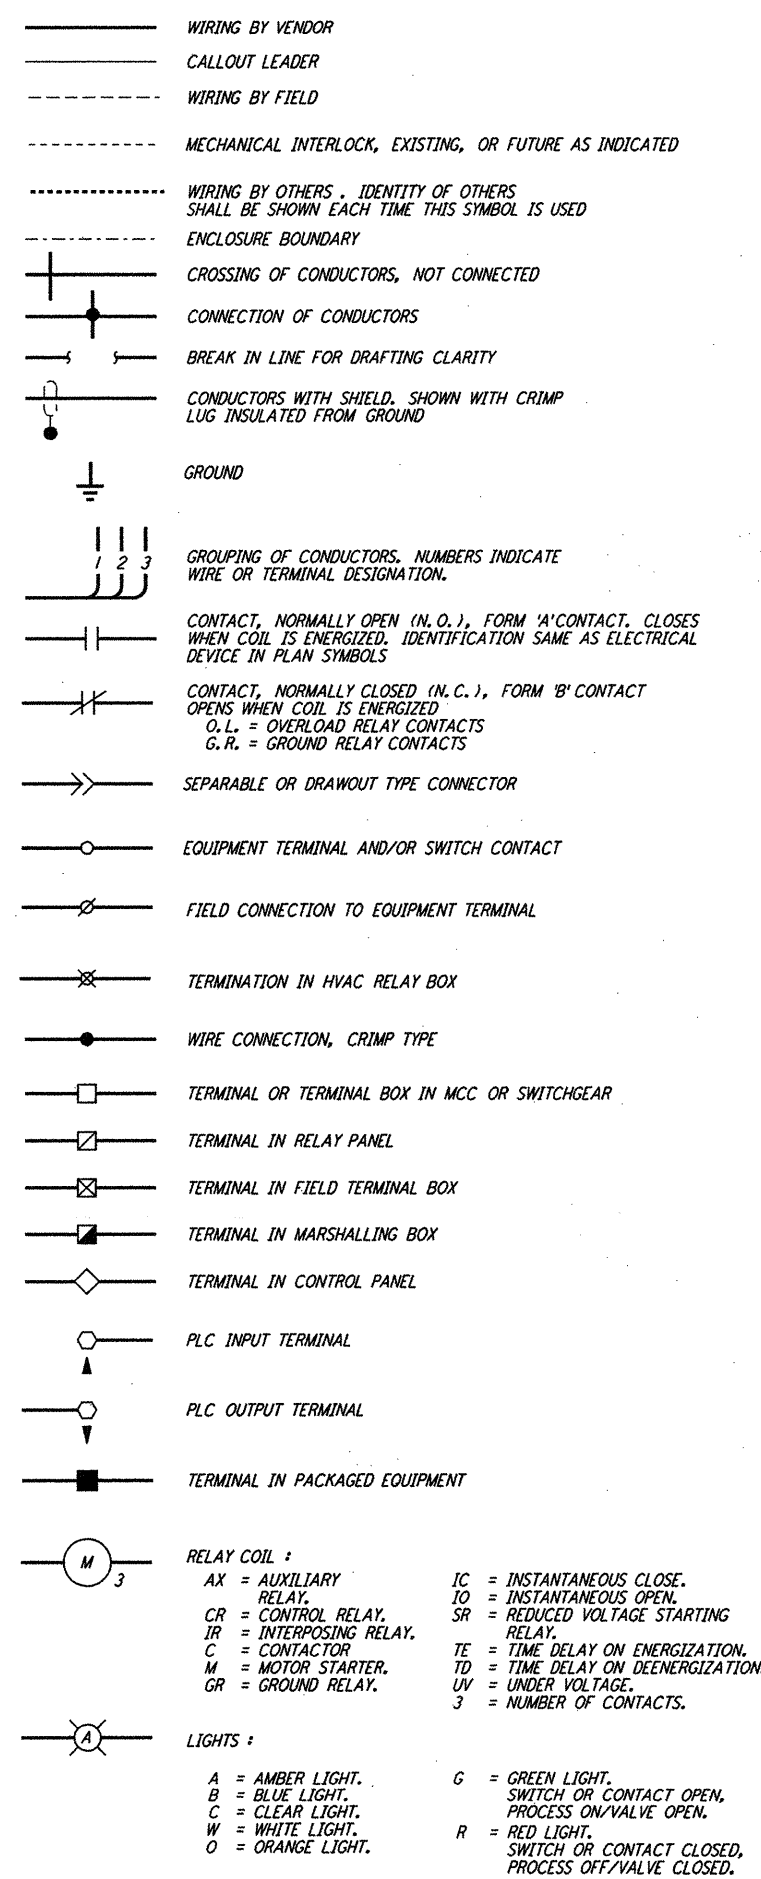 WIRING BY VENDOR
CALLOUT LEADER
WIRING BY FIELD
MECHANICAL INTERLOCK, EXISTING, OR FUTURE AS INDICATED
WIRING BY OTHERS . IDENTITY OF OTHERS
SHALL BE SHOWN EACH TIME THIS SYMBOL IS USED
ENCLOSURE BOUNDARY
CROSSING OF CONDUCTORS, NOT CONNECTED
CONNECTION OF CONDUCTORS
BREAK IN LINE FOR DRAFTING CLARITY
CONDUCTORS WITH SHIELD. SHOWN WITH CRIMP
LUG INSULATED FROM GROUND
GROUND
1 2 3
GROUPING OF CONDUCTORS. NUMBERS INDICATE
WIRE OR TERMINAL DESIGNATION.
CONTACT, NORMALLY OPEN (N.O.), FORM 'A' CONTACT. CLOSES
WHEN COIL IS ENERGIZED. IDENTIFICATION SAME AS ELECTRICAL
DEVICE IN PLAN SYMBOLS
CONTACT, NORMALLY CLOSED (N.C.), FORM 'B' CONTACT
OPENS WHEN COIL IS ENERGIZED
O.L. = OVERLOAD RELAY CONTACTS
G.R. = GROUND RELAY CONTACTS
SEPARABLE OR DRAWOUT TYPE CONNECTOR
EQUIPMENT TERMINAL AND/OR SWITCH CONTACT
FIELD CONNECTION TO EQUIPMENT TERMINAL
TERMINATION IN HVAC RELAY BOX
WIRE CONNECTION, CRIMP TYPE
TERMINAL OR TERMINAL BOX IN MCC OR SWITCHGEAR
TERMINAL IN RELAY PANEL
TERMINAL IN FIELD TERMINAL BOX
TERMINAL IN MARSHALLING BOX
TERMINAL IN CONTROL PANEL
PLC INPUT TERMINAL
PLC OUTPUT TERMINAL
TERMINAL IN PACKAGED EQUIPMENT
M
3
RELAY COIL :
AX = AUXILIARY
RELAY.
CR = CONTROL RELAY.
IR = INTERPOSING RELAY.
C = CONTACTOR
M = MOTOR STARTER.
GR = GROUND RELAY.
IC = INSTANTANEOUS CLOSE.
IO = INSTANTANEOUS OPEN.
SR = REDUCED VOLTAGE STARTING
RELAY.
TE = TIME DELAY ON ENERGIZATION.
TD = TIME DELAY ON DEENERGIZATION.
UV = UNDER VOLTAGE.
3 = NUMBER OF CONTACTS.
A
LIGHTS :
A = AMBER LIGHT.
B = BLUE LIGHT.
C = CLEAR LIGHT.
W = WHITE LIGHT.
O = ORANGE LIGHT.
G = GREEN LIGHT.
SWITCH OR CONTACT OPEN,
PROCESS ON/VALVE OPEN.
R = RED LIGHT.
SWITCH OR CONTACT CLOSED,
PROCESS OFF/VALVE CLOSED.